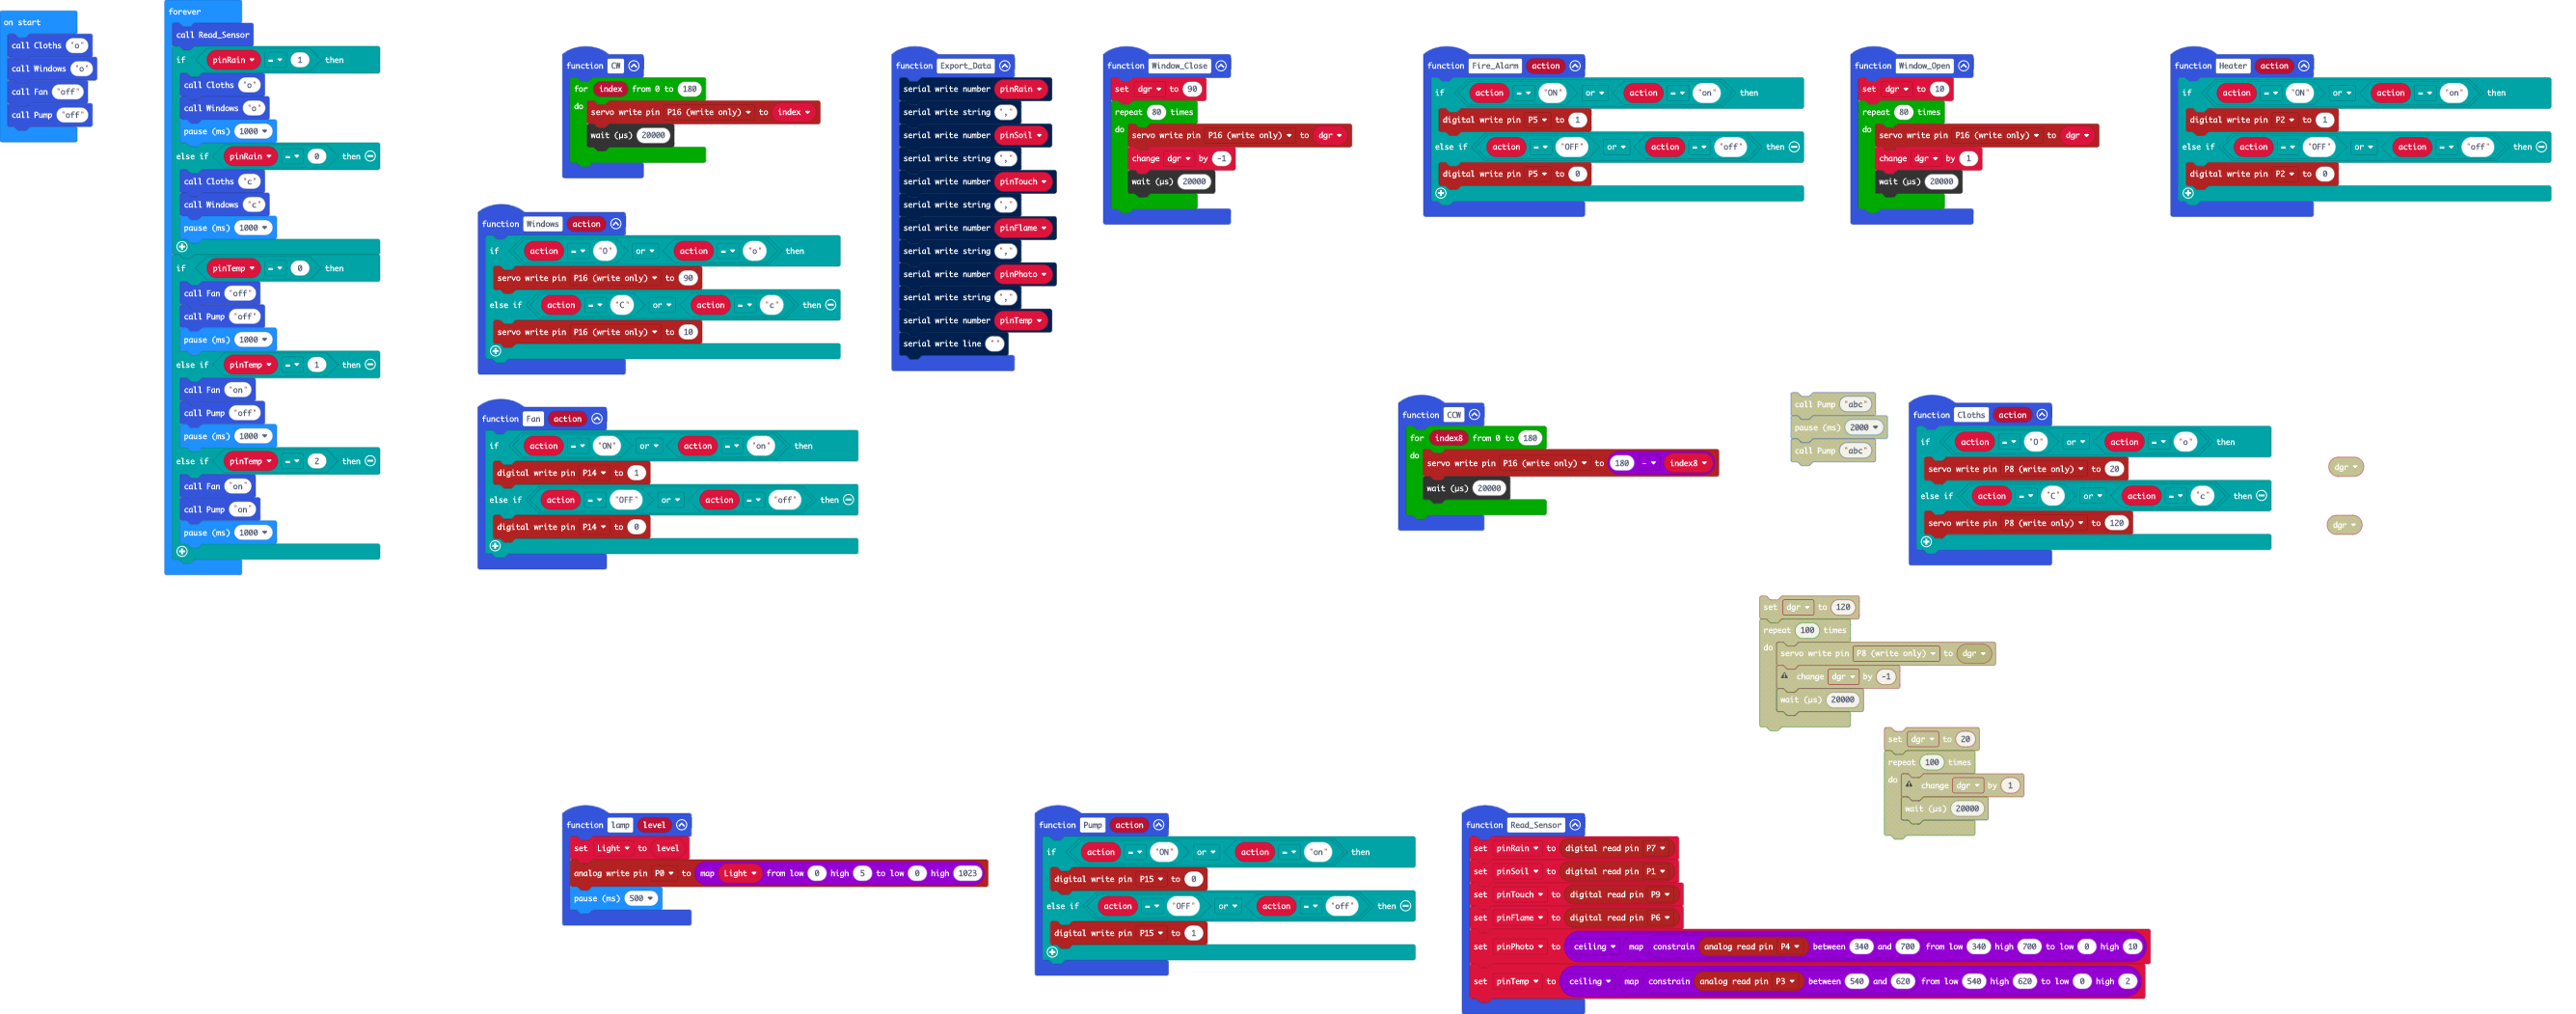 on start
call Cloths "o"
call Windows "o"
call Fan "off"
call Pump "off"
forever
call Read_Sensor
if pinRain = 1 then
call Cloths "o"
call Windows "o"
pause (ms) 1000
else if pinRain = 0 then
call Cloths "c"
call Windows "c"
pause (ms) 1000
if pinTemp = 0 then
call Fan "off"
call Pump "off"
pause (ms) 1000
else if pinTemp = 1 then
call Fan "on"
call Pump "off"
pause (ms) 1000
else if pinTemp = 2 then
call Fan "on"
call Pump "on"
pause (ms) 1000
function CW
for index from 0 to 180
do
servo write pin P16 (write only) to index
wait (µs) 20000
function Windows action
if action = "O" or action = "o" then
servo write pin P16 (write only) to 90
else if action = "C" or action = "c" then
servo write pin P16 (write only) to 10
function Fan action
if action = "ON" or action = "on" then
digital write pin P14 to 1
else if action = "OFF" or action = "off" then
digital write pin P14 to 0
function Export_Data
serial write number pinRain
serial write string ","
serial write number pinSoil
serial write string ","
serial write number pinTouch
serial write string ","
serial write number pinFlame
serial write string ","
serial write number pinPhoto
serial write string ","
serial write number pinTemp
serial write line ""
function Window_Close
set dgr to 90
repeat 80 times
do
servo write pin P16 (write only) to dgr
change dgr by -1
wait (µs) 20000
function Fire_Alarm action
if action = "ON" or action = "on" then
digital write pin P5 to 1
else if action = "OFF" or action = "off" then
digital write pin P5 to 0
function Window_Open
set dgr to 10
repeat 80 times
do
servo write pin P16 (write only) to dgr
change dgr by 1
wait (µs) 20000
function Heater action
if action = "ON" or action = "on" then
digital write pin P2 to 1
else if action = "OFF" or action = "off" then
digital write pin P2 to 0
function CCW
for index8 from 0 to 180
do
servo write pin P16 (write only) to 180 - index8
wait (µs) 20000
call Pump "abc"
pause (ms) 2000
call Pump "abc"
function Cloths action
if action = "O" or action = "o" then
servo write pin P8 (write only) to 20
else if action = "C" or action = "c" then
servo write pin P8 (write only) to 120
dgr
dgr
set dgr to 120
repeat 100 times
do
servo write pin P8 (write only) to dgr
change dgr by -1
wait (µs) 20000
set dgr to 20
repeat 100 times
do
change dgr by 1
wait (µs) 20000
function lamp level
set Light to level
analog write pin P0 to map Light from low 0 high 5 to low 0 high 1023
pause (ms) 500
function Pump action
if action = "ON" or action = "on" then
digital write pin P15 to 0
else if action = "OFF" or action = "off" then
digital write pin P15 to 1
function Read_Sensor
set pinRain to digital read pin P7
set pinSoil to digital read pin P1
set pinTouch to digital read pin P9
set pinFlame to digital read pin P6
set pinPhoto to ceiling map constrain analog read pin P4 between 340 and 700 from low 340 high 700 to low 0 high 10
set pinTemp to ceiling map constrain analog read pin P3 between 540 and 620 from low 540 high 620 to low 0 high 2